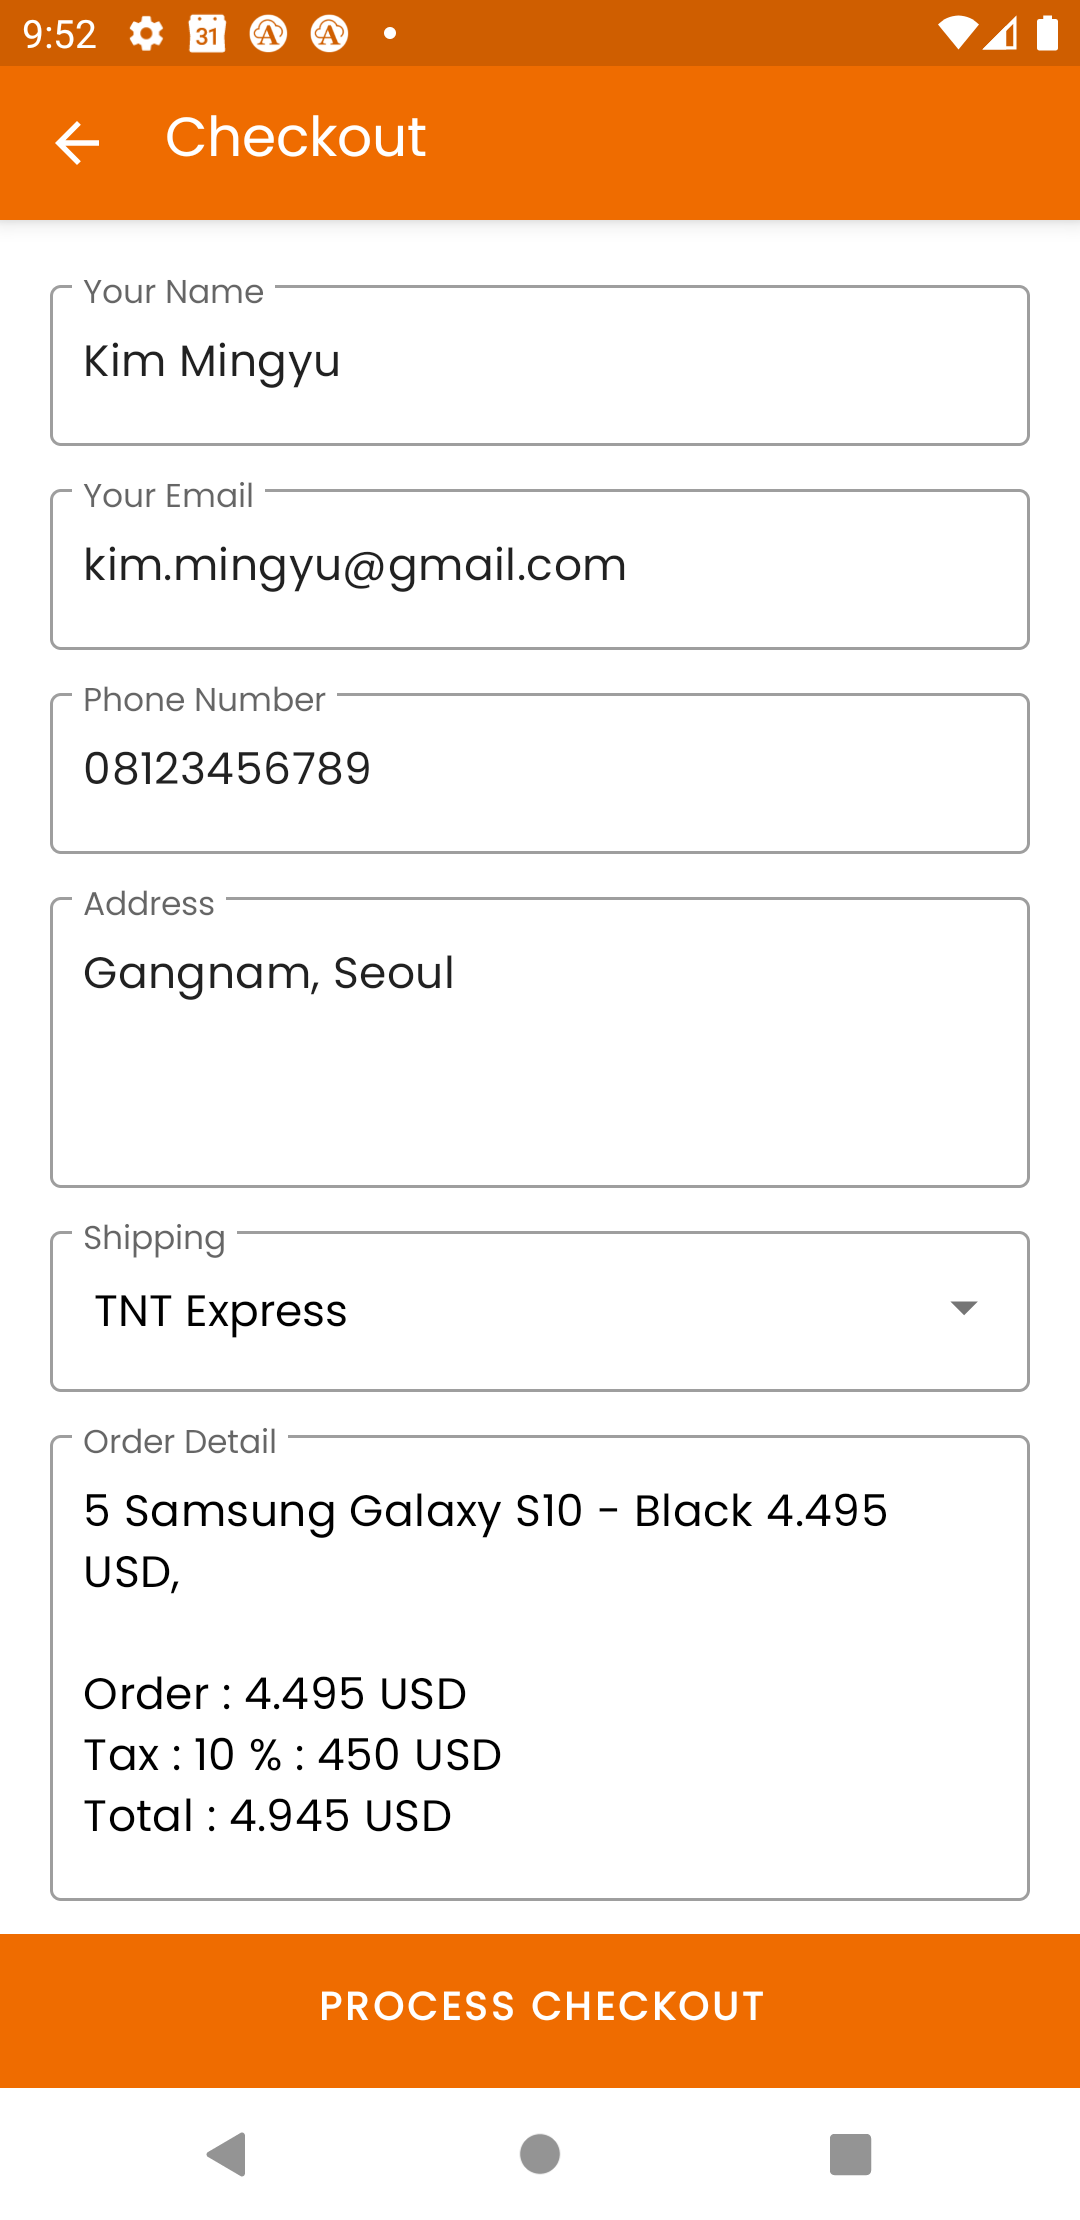 9:52
31
Checkout
Your Name
Kim Mingyu
Your Email
kim.mingyu@gmail.com
Phone Number
08123456789
Address
Gangnam, Seoul
Shipping
TNT Express
Order Detail
5 Samsung Galaxy S10 - Black 4.495
USD,
Order : 4.495 USD
Tax : 10 % : 450 USD
Total : 4.945 USD
PROCESS CHECKOUT